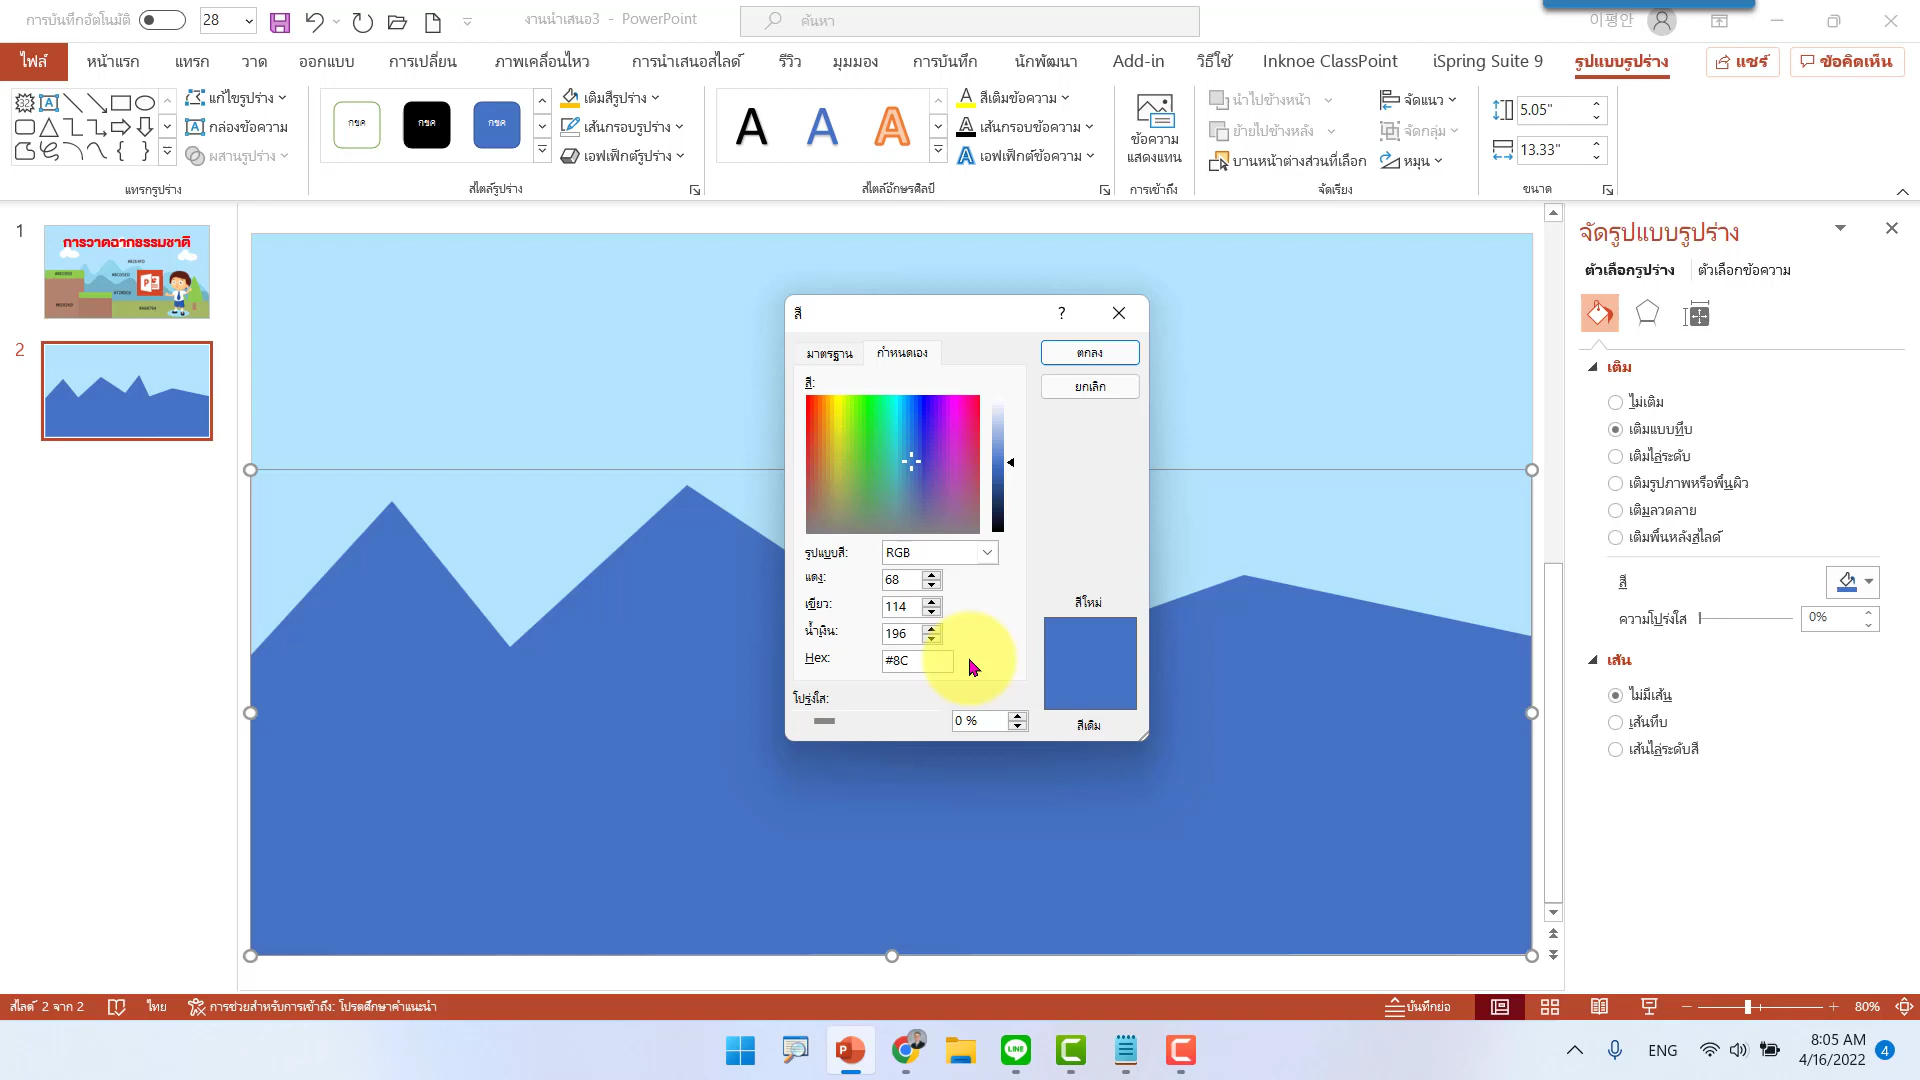 การบันทึกอัตโนมัติ
28
งานนำเสนอ3 - PowerPoint
ค้นหา
이평안
ไฟล์ หน้าแรก แทรก วาด ออกแบบ การเปลี่ยน ภาพเคลื่อนไหว การนำเสนอสไลด์ รีวิว มุมมอง การบันทึก นักพัฒนา Add-in วิธีใช้ Inknoe ClassPoint iSpring Suite 9 รูปแบบรูปร่าง แชร์ ข้อคิดเห็น
แก้ไขรูปร่าง
กล่องข้อความ
ผสานรูปร่าง
แทรกรูปร่าง
กขค กขค กขค
เติมสีรูปร่าง
เส้นกรอบรูปร่าง
เอฟเฟ็กต์รูปร่าง
สไตล์รูปร่าง
A A A
สีเติมข้อความ
เส้นกรอบข้อความ
เอฟเฟ็กต์ข้อความ
สไตล์อักษรศิลป์
ข้อความ
แสดงแทน
การเข้าถึง
นำไปข้างหน้า
ย้ายไปข้างหลัง
บานหน้าต่างส่วนที่เลือก
จัดแนว
จัดกลุ่ม
หมุน
จัดเรียง
5.05"
13.33"
ขนาด
1
การวาดฉากธรรมชาติ
2
สี
?
มาตรฐาน กำหนดเอง
ตกลง
ยกเลิก
สี:
รูปแบบสี: RGB
แดง: 68
เขียว: 114
น้ำเงิน: 196
Hex: #8C
โปร่งใส:
0 %
สีใหม่
สีเดิม
จัดรูปแบบรูปร่าง
ตัวเลือกรูปร่าง ตัวเลือกข้อความ
เติม
ไม่เติม
เติมแบบทึบ
เติมไล่ระดับ
เติมรูปภาพหรือพื้นผิว
เติมลวดลาย
เติมพื้นหลังสไลด์
สี
ความโปร่งใส 0%
เส้น
ไม่มีเส้น
เส้นทึบ
เส้นไล่ระดับสี
สไลด์ 2 จาก 2 ไทย การช่วยสำหรับการเข้าถึง: โปรดศึกษาคำแนะนำ บันทึกย่อ 80%
ENG
8:05 AM
4/16/2022
4